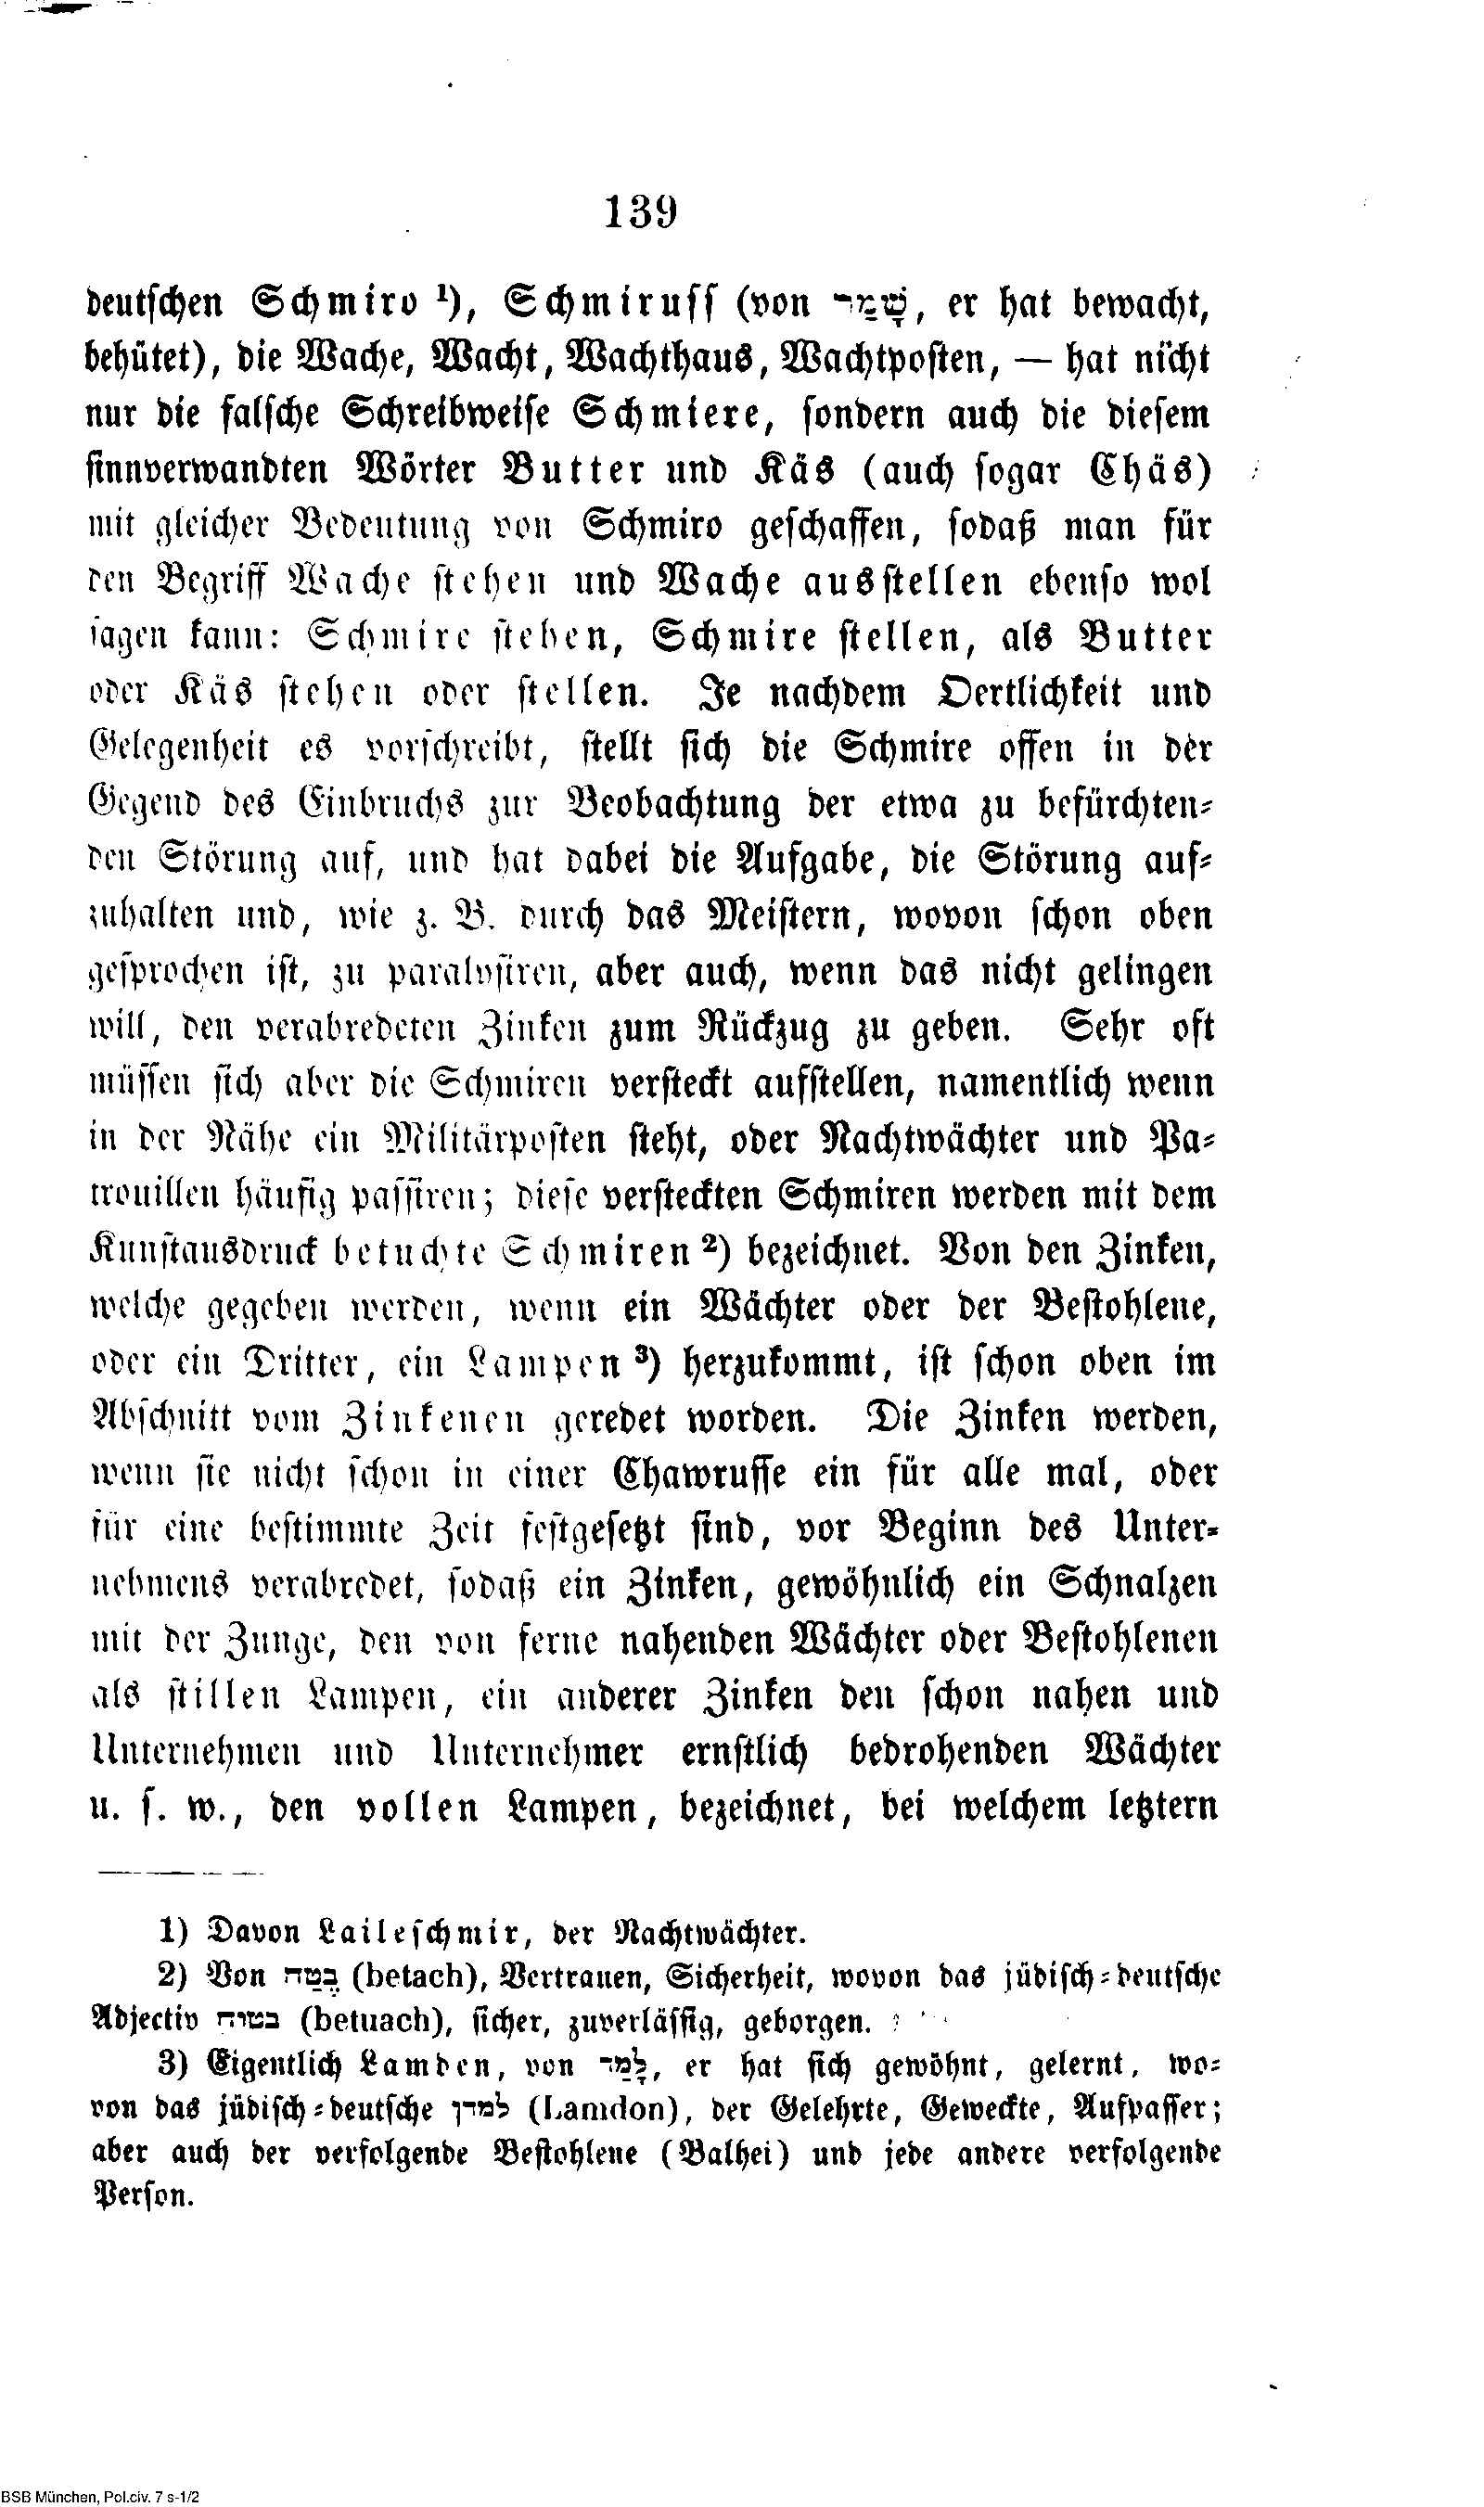 139
deutschen Schmiro ¹), Schmiruss (von שָׁמַר, er hat bewacht,
behütet), die Wache, Wacht, Wachthaus, Wachtposten, — hat nicht
nur die falsche Schreibweise Schmiere, sondern auch die diesem
sinnverwandten Wörter Butter und Käs (auch sogar Chäs)
mit gleicher Bedeutung von Schmiro geschaffen, sodaß man für
den Begriff Wache stehen und Wache ausstellen ebenso wol
sagen kann: Schmire stehen, Schmire stellen, als Butter
oder Käs stehen oder stellen. Je nachdem Oertlichkeit und
Gelegenheit es vorschreibt, stellt sich die Schmire offen in der
Gegend des Einbruchs zur Beobachtung der etwa zu befürchten-
den Störung auf, und hat dabei die Aufgabe, die Störung auf-
zuhalten und, wie z. B. durch das Meistern, wovon schon oben
gesprochen ist, zu paralysiren, aber auch, wenn das nicht gelingen
will, den verabredeten Zinken zum Rückzug zu geben. Sehr oft
müssen sich aber die Schmiren versteckt aufstellen, namentlich wenn
in der Nähe ein Militärposten steht, oder Nachtwächter und Pa-
trouillen häufig passiren; diese versteckten Schmiren werden mit dem
Kunstausdruck betuchte Schmiren ²) bezeichnet. Von den Zinken,
welche gegeben werden, wenn ein Wächter oder der Bestohlene,
oder ein Dritter, ein Lampen ³) herzukommt, ist schon oben im
Abschnitt vom Zinkenen geredet worden. Die Zinken werden,
wenn sie nicht schon in einer Chawrusse ein für alle mal, oder
für eine bestimmte Zeit festgesetzt sind, vor Beginn des Unter-
nehmens verabredet, sodaß ein Zinken, gewöhnlich ein Schnalzen
mit der Zunge, den von ferne nahenden Wächter oder Bestohlenen
als stillen Lampen, ein anderer Zinken den schon nahen und
Unternehmen und Unternehmer ernstlich bedrohenden Wächter
u. s. w., den vollen Lampen, bezeichnet, bei welchem letztern
1) Davon Laileschmir, der Nachtwächter.
2) Von בֶּטַח (betach), Vertrauen, Sicherheit, wovon das jüdisch-deutsche
Adjectiv בטוח (betuach), sicher, zuverlässig, geborgen.
3) Eigentlich Lamden, von לָמַד, er hat sich gewöhnt, gelernt, wo-
von das jüdisch-deutsche למדן (Lamdon), der Gelehrte, Geweckte, Aufpasser;
aber auch der verfolgende Bestohlene (Balhei) und jede andere verfolgende
Person.
BSB München, Pol.civ. 7 s-1/2